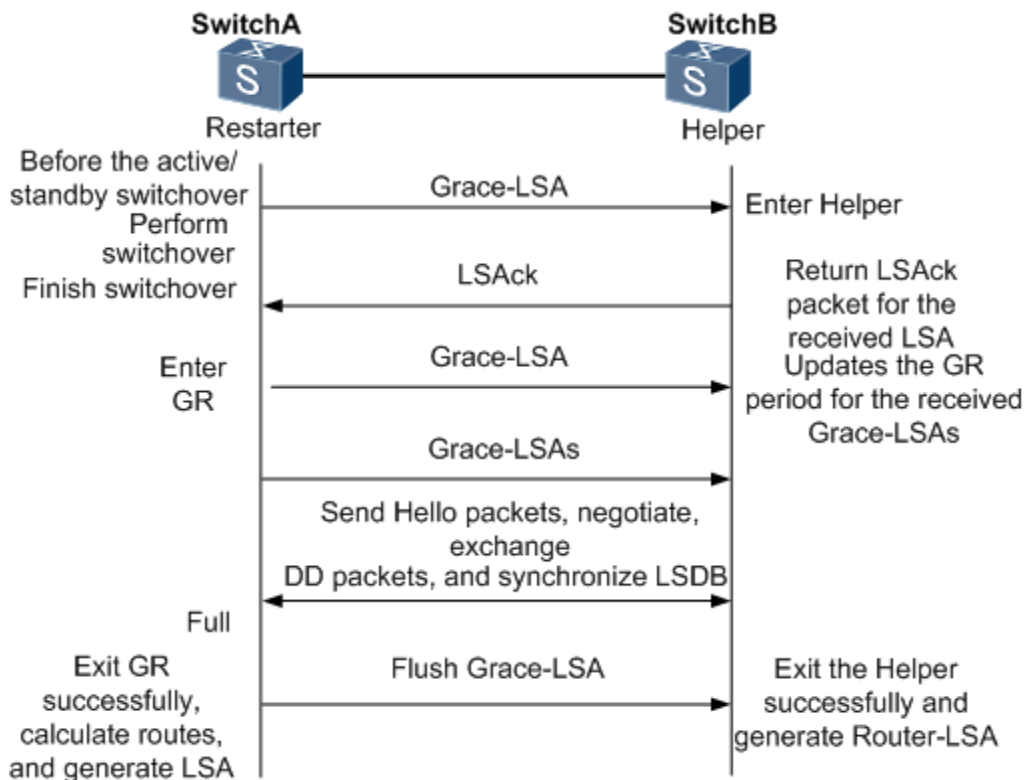 SwitchA
SwitchB
S
S
Restarter
Helper
Before the active/
standby switchover
Grace-LSA
Enter Helper
Perform
switchover
Finish switchover
LSAck
Return LSAck
packet for the
received LSA
Enter
GR
Grace-LSA
Updates the GR
period for the received
Grace-LSAs
Grace-LSAs
Send Hello packets, negotiate,
exchange
DD packets, and synchronize LSDB
Full
Exit GR
successfully,
calculate routes,
and generate LSA
Flush Grace-LSA
Exit the Helper
successfully and
generate Router-LSA